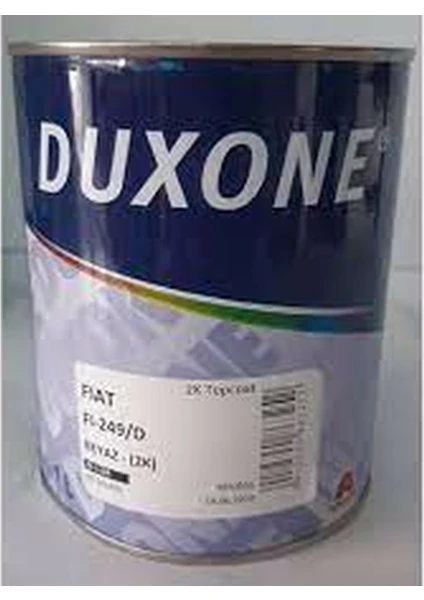 DUXONE®
2K Topcoat
FIAT
FI-249/D
BEYAZ - (2K)